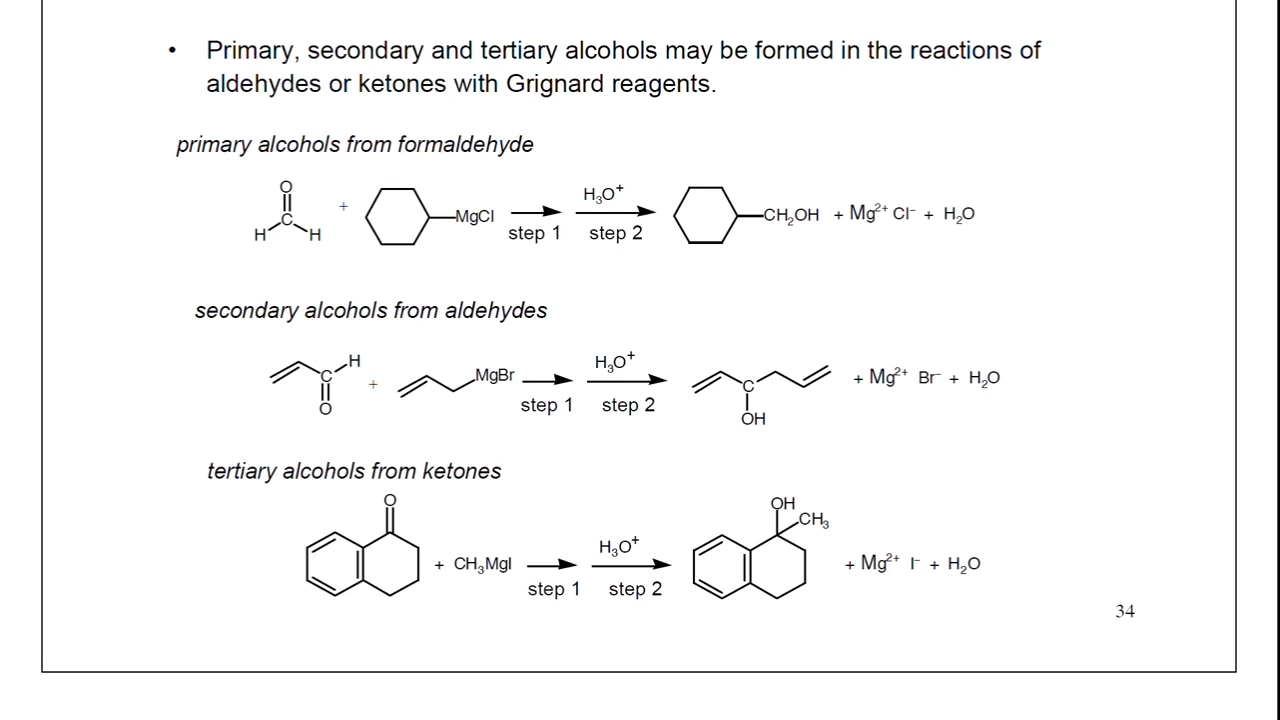 • Primary, secondary and tertiary alcohols may be formed in the reactions of
aldehydes or ketones with Grignard reagents.
primary alcohols from formaldehyde
O
C
H H
+
MgCl
step 1
H₃O⁺
step 2
CH₂OH + Mg²⁺ Cl⁻ + H₂O
secondary alcohols from aldehydes
H
C
O
+
MgBr
step 1
H₃O⁺
step 2
C
OH
+ Mg²⁺ Br⁻ + H₂O
tertiary alcohols from ketones
O
+ CH₃MgI
step 1
H₃O⁺
step 2
OH
CH₃
+ Mg²⁺ I⁻ + H₂O
34